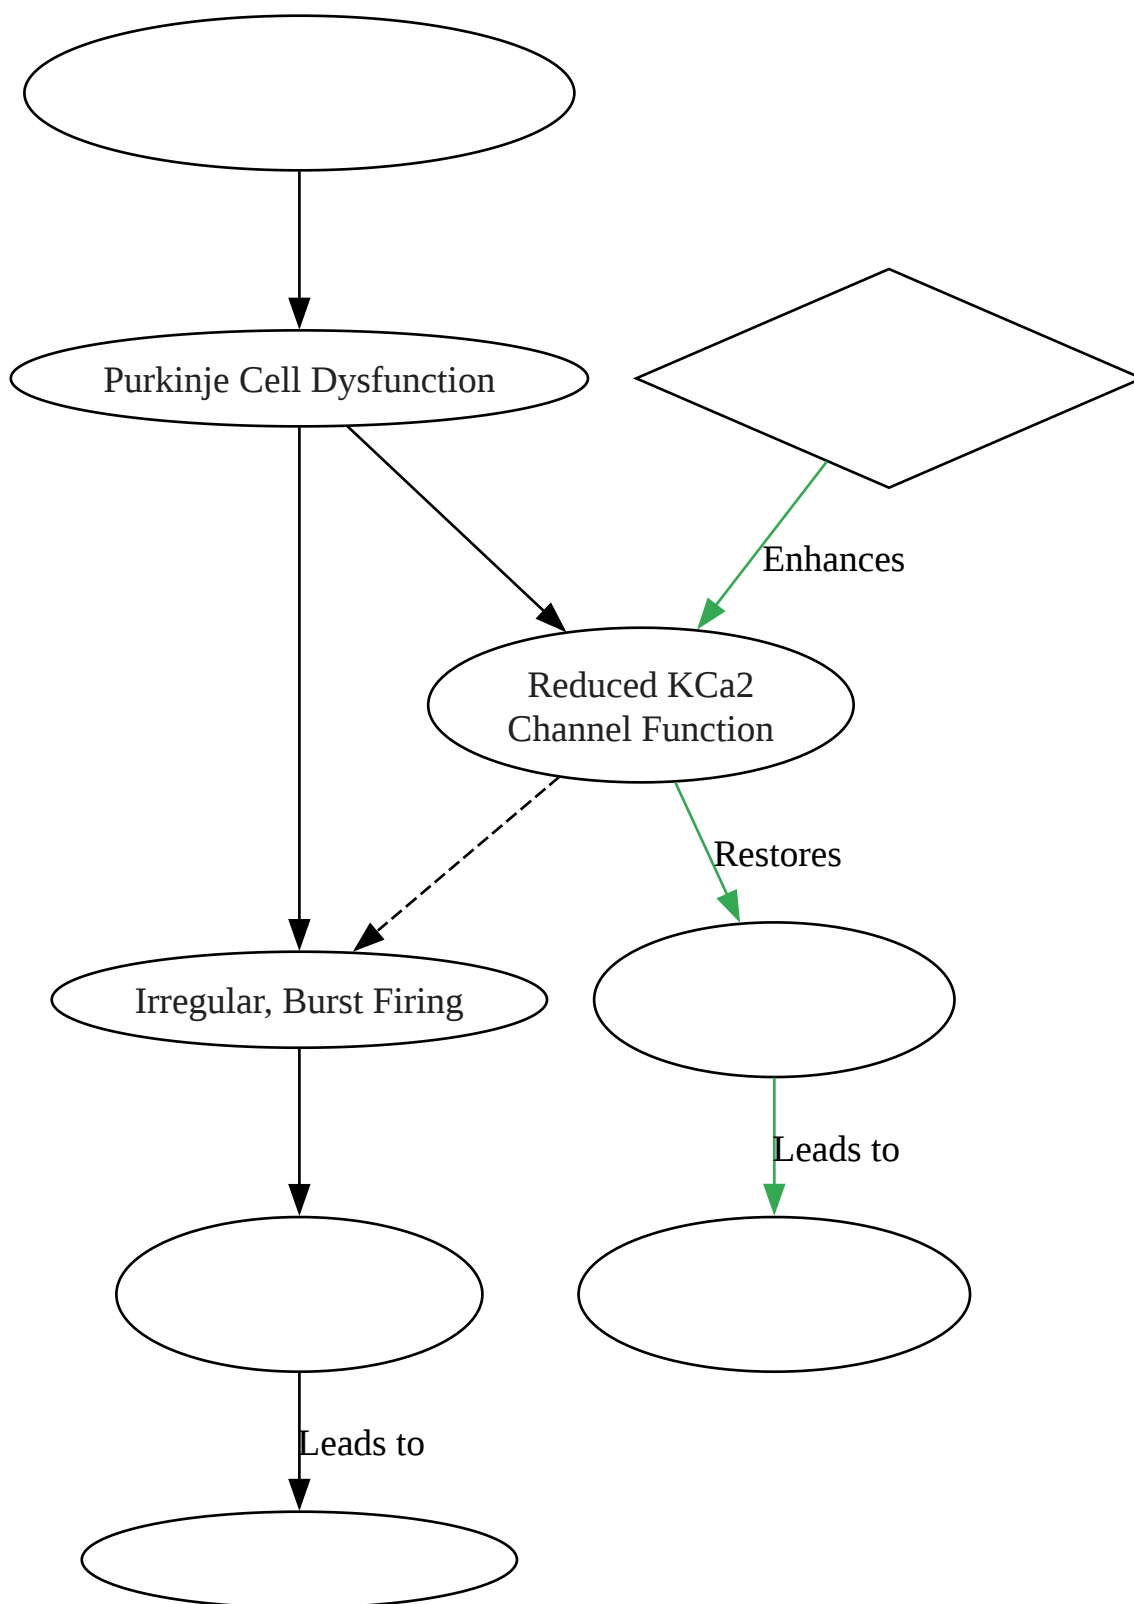 Purkinje Cell Dysfunction
Enhances
Reduced KCa2
Channel Function
Restores
Irregular, Burst Firing
Leads to
Leads to